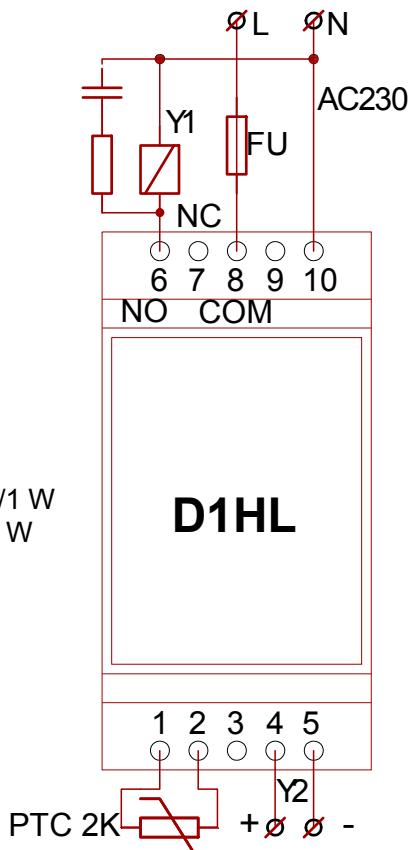 L N
AC230
Y1
FU
NC
6 7 8 9 10
NO COM
/1 W
W
D1HL
1 2 3 4 5
Y2
PTC 2K + -